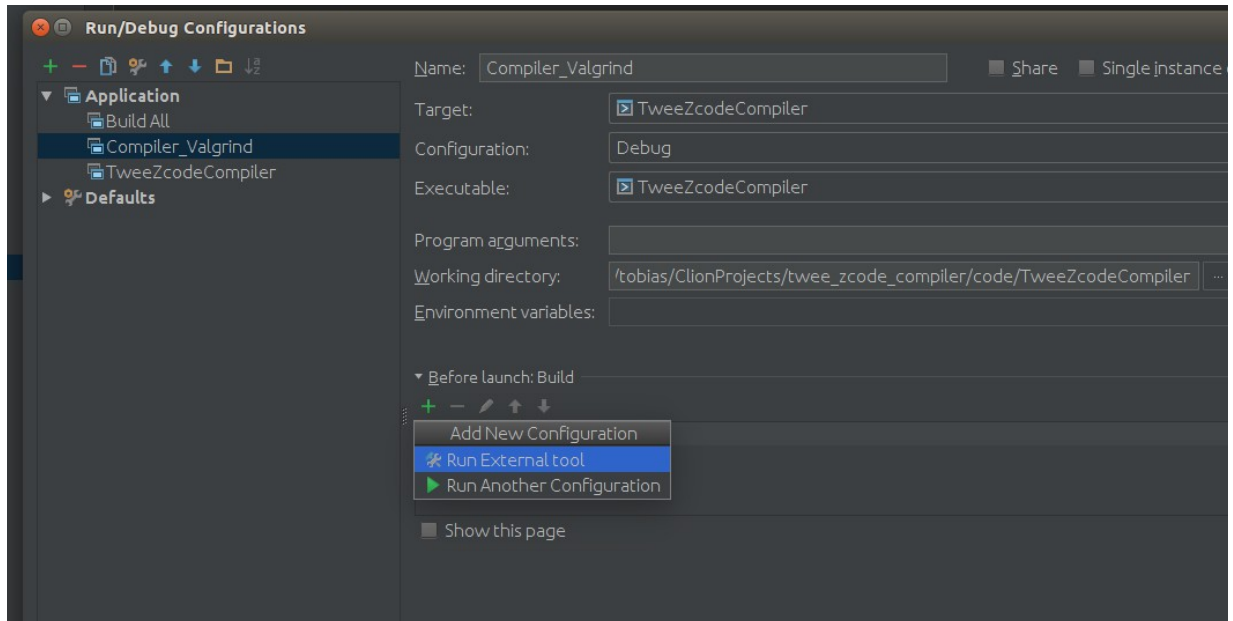 Run/Debug Configurations
Name: Compiler_Valgrind Share Single instance
Application
Build All
Compiler_Valgrind
TweeZcodeCompiler
Defaults
Target: TweeZcodeCompiler
Configuration: Debug
Executable: TweeZcodeCompiler
Program arguments:
Working directory: /tobias/ClionProjects/twee_zcode_compiler/code/TweeZcodeCompiler ...
Environment variables:
Before launch: Build
Add New Configuration
Run External tool
Run Another Configuration
Show this page